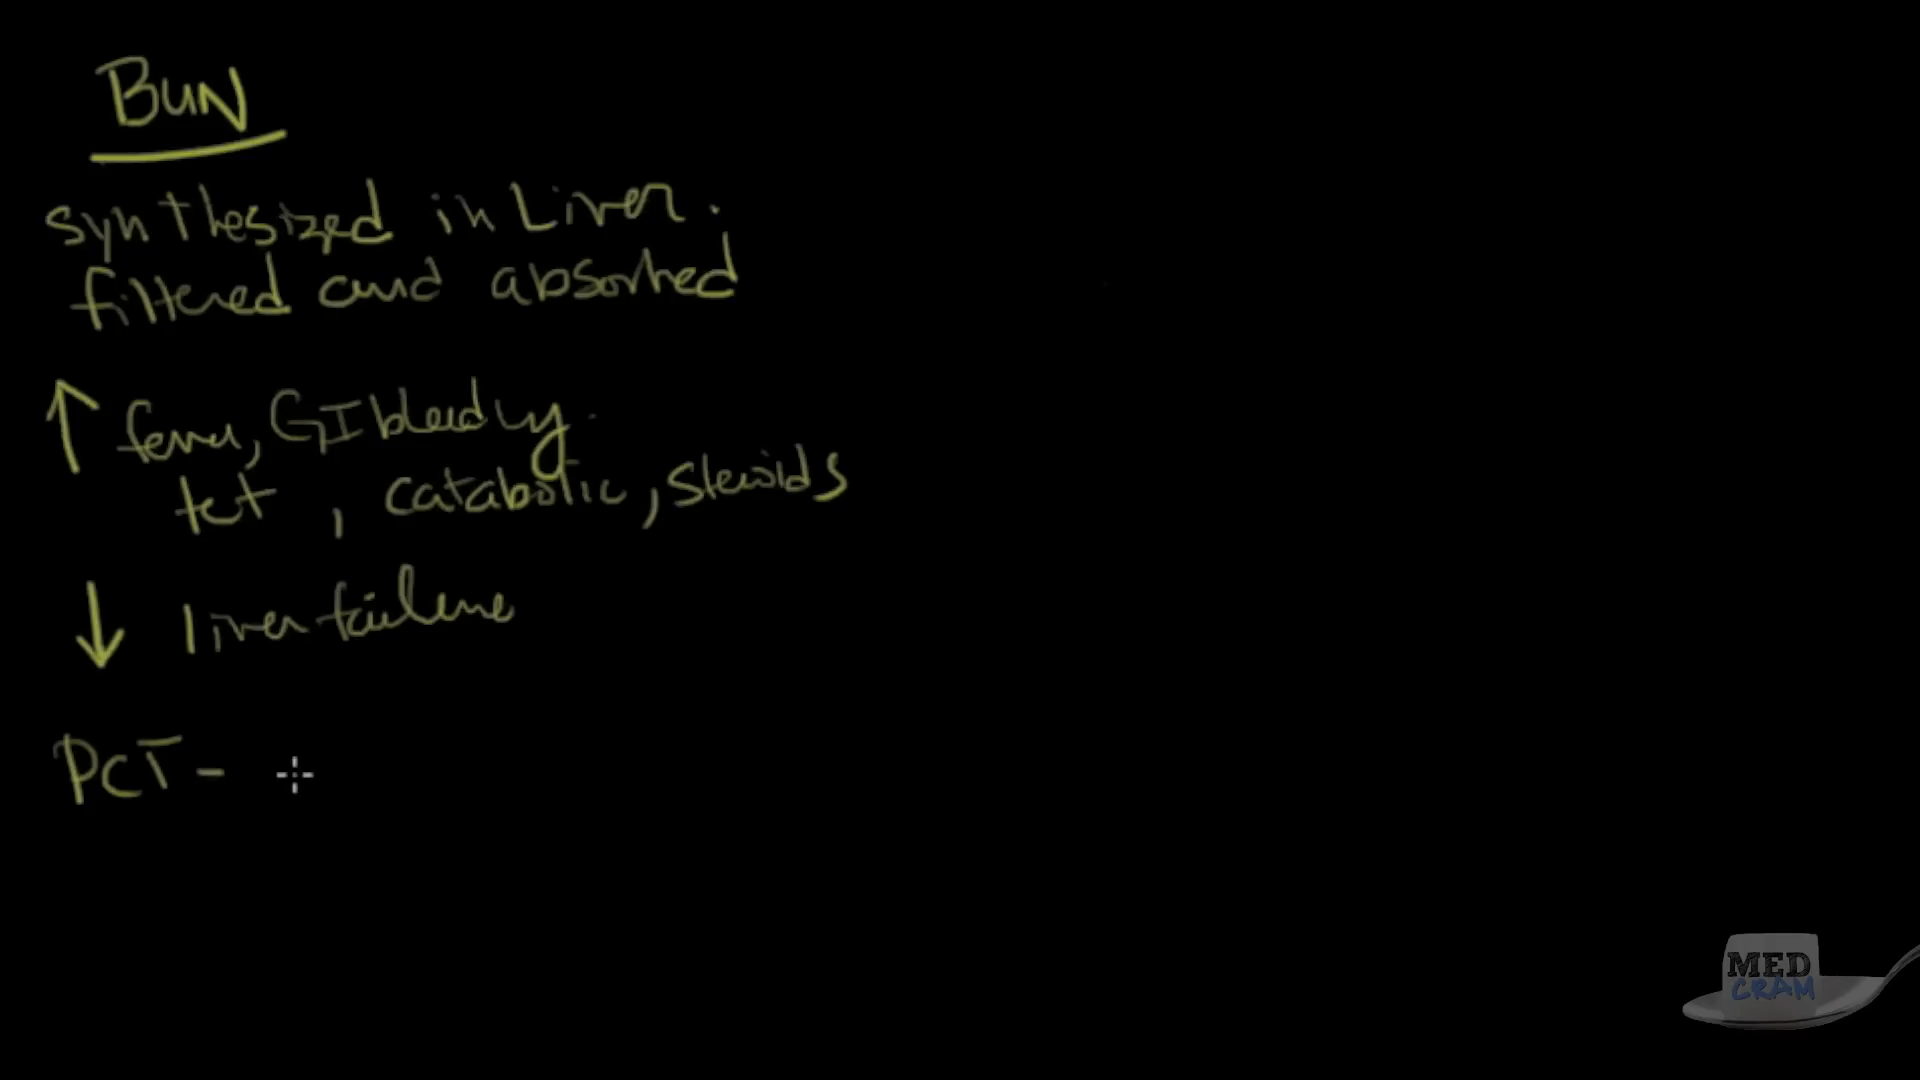 BUN
synthesized in Liver.
filtered and absorbed
↑ fever, GI bleeding.
tct, catabolic, steroids
↓ liver failure
PCT-
MED
CRAM